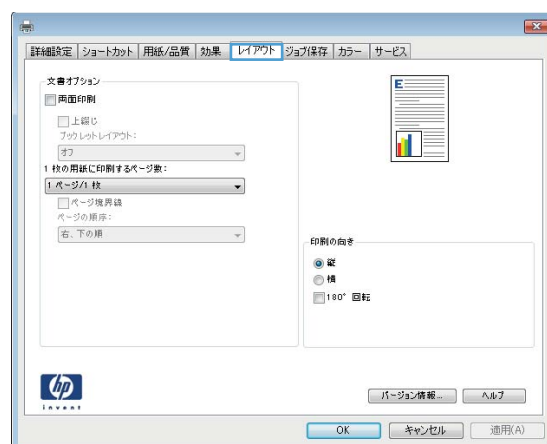 詳細設定 ショートカット 用紙/品質 効果 レイアウト ジョブ保存 カラー サービス
文書オプション
両面印刷
上綴じ
ブックレットレイアウト:
オフ
1 枚の用紙に印刷するページ数:
1 ページ/1 枚
ページ境界線
ページの順序:
右、下の順
E
印刷の向き
縦
横
180° 回転
hp
invent
バージョン情報... ヘルプ
OK キャンセル 適用(A)